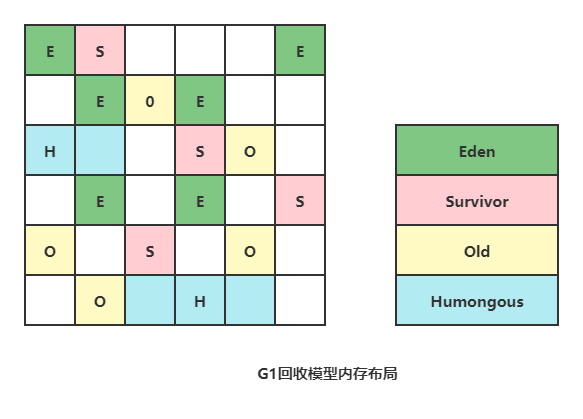 E S E
E 0 E
H S O
E E S
O S O
O H
Eden
Survivor
Old
Humongous
G1回收模型内存布局